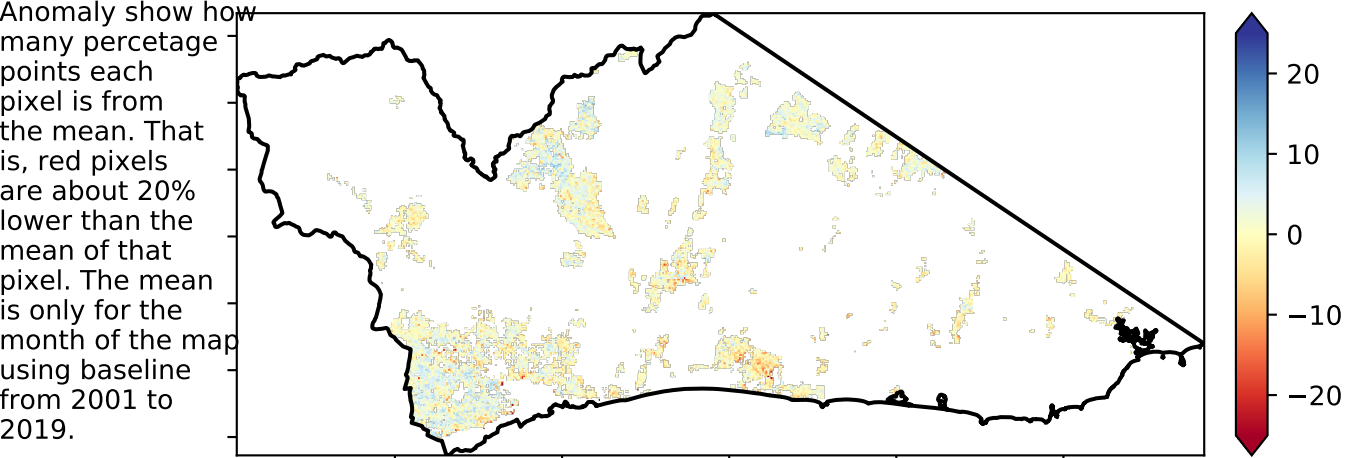 Anomaly show how
many percetage
points each
pixel is from
the mean. That
is, red pixels
are about 20%
lower than the
mean of that
pixel. The mean
is only for the
month of the map
using baseline
from 2001 to
2019.
20
10
0
−10
−20